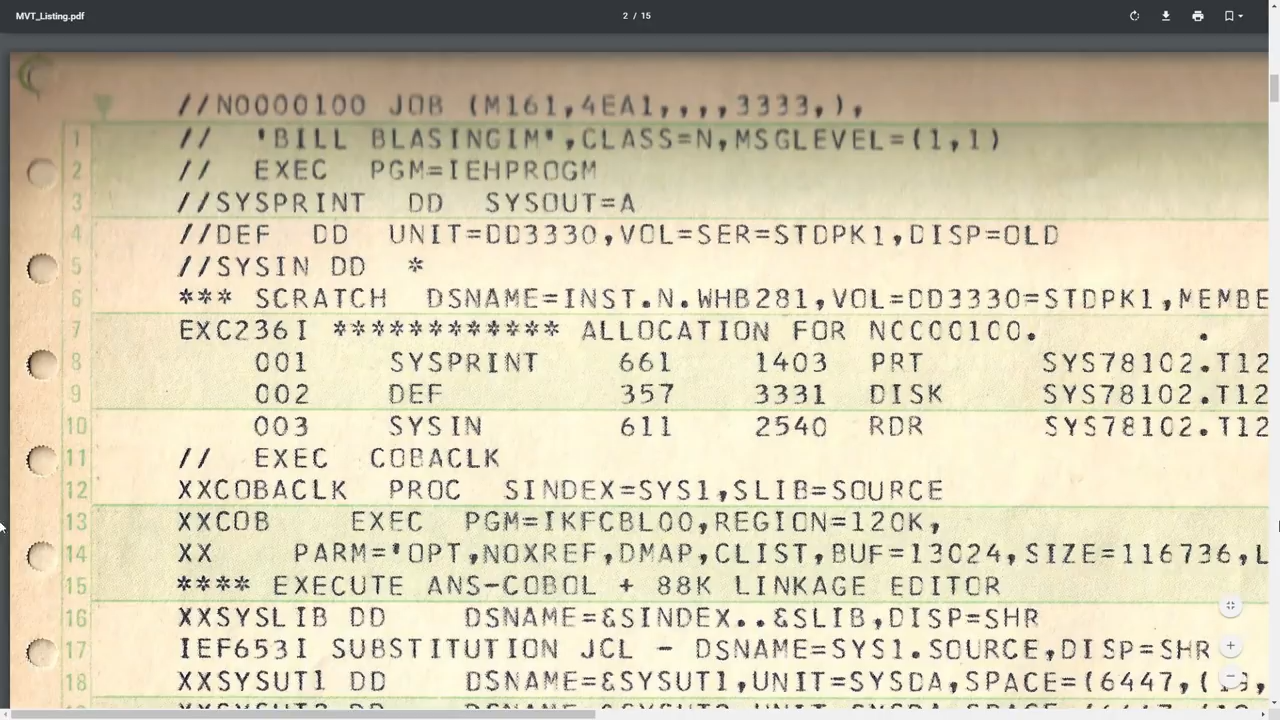 MVT_Listing.pdf
2 / 15
//N0000100 JOB (M161,4EA1,,,,3333,),
1 // 'BILL BLASINGIM',CLASS=N,MSGLEVEL=(1,1)
2 // EXEC PGM=IEHPROGM
3 //SYSPRINT DD SYSOUT=A
4 //DEF DD UNIT=DD3330,VOL=SER=STDPK1,DISP=OLD
5 //SYSIN DD *
6 *** SCRATCH DSNAME=INST.N.WHB281,VOL=DD3330=STDPK1,MEMBE
7 EXC236I ************ ALLOCATION FOR NCCCC1CO. .
8 001 SYSPRINT 661 1403 PRT SYS78102.T12
9 002 DEF 357 3331 DISK SYS78102.T12
10 003 SYSIN 611 2540 RDR SYS78102.T12
11 // EXEC COBACLK
12 XXCOBACLK PROC SINDEX=SYS1,SLIB=SOURCE
13 XXCOB EXEC PGM=IKFCBL00,REGION=120K,
14 XX PARM='OPT,NOXREF,DMAP,CLIST,BUF=13024,SIZE=116736,L
15 **** EXECUTE ANS-COBOL + 88K LINKAGE EDITOR
16 XXSYSLIB DD DSNAME=&SINDEX..&SLIB,DISP=SHR
17 IEF653I SUBSTITUTION JCL - DSNAME=SYS1.SOURCE,DISP=SHR
18 XXSYSUT1 DD DSNAME=&SYSUT1,UNIT=SYSDA,SPACE=(6447,(